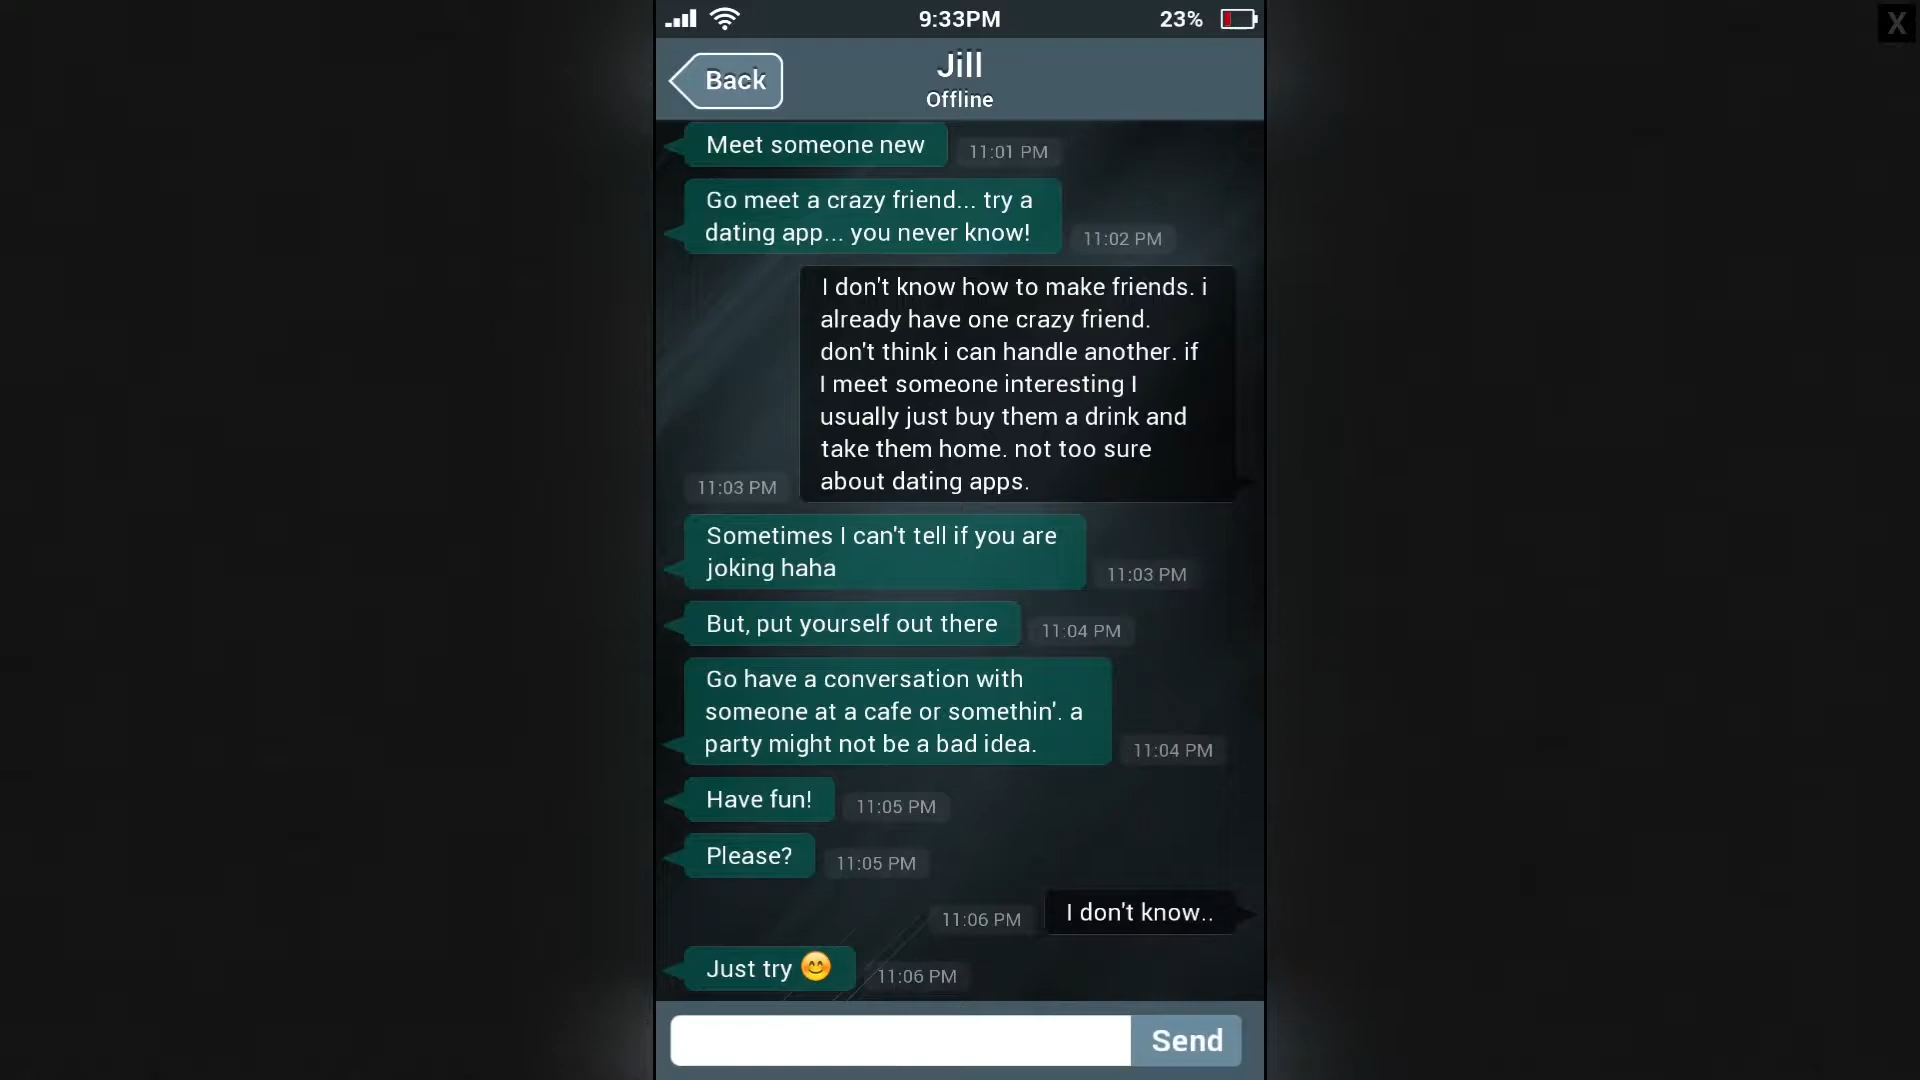 9:33PM
23%
X
Back
Jill
Offline
Meet someone new
11:01 PM
Go meet a crazy friend... try a
dating app... you never know!
11:02 PM
I don't know how to make friends. i
already have one crazy friend.
don't think i can handle another. if
I meet someone interesting I
usually just buy them a drink and
take them home. not too sure
about dating apps.
11:03 PM
Sometimes I can't tell if you are
joking haha
11:03 PM
But, put yourself out there
11:04 PM
Go have a conversation with
someone at a cafe or somethin'. a
party might not be a bad idea.
11:04 PM
Have fun!
11:05 PM
Please?
11:05 PM
I don't know..
11:06 PM
Just try 😊
11:06 PM
Send